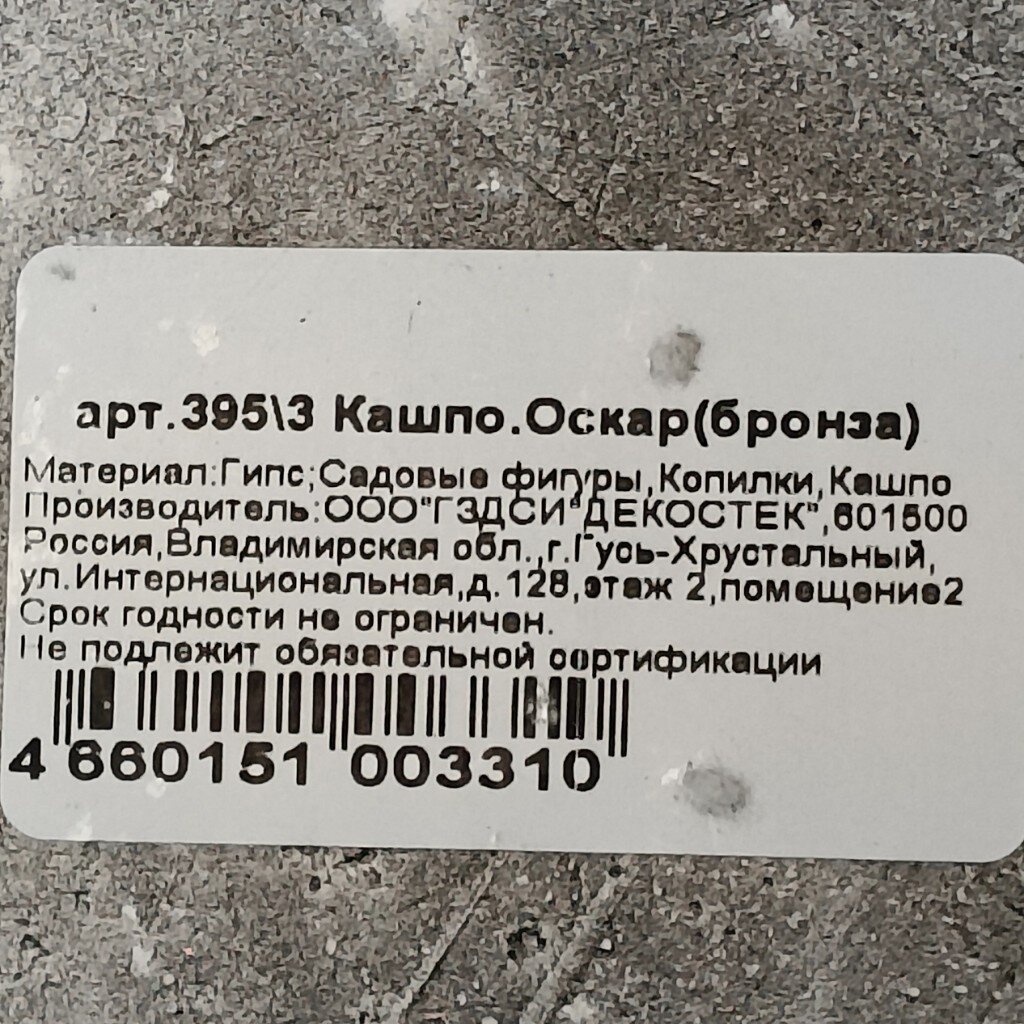 арт.395\3 Кашпо.Оскар(бронза)
Материал:Гипс;Садовые фигуры,Копилки,Кашпо
Производитель:ООО"ГЗДСИ"ДЕКОСТЕК",601500
Россия,Владимирская обл.,г.Гусь-Хрустальный,
ул.Интернациональная,д.128,этаж 2,помещение2
Срок годности не ограничен.
Не подлежит обязательной сертификации
4 660151 003310